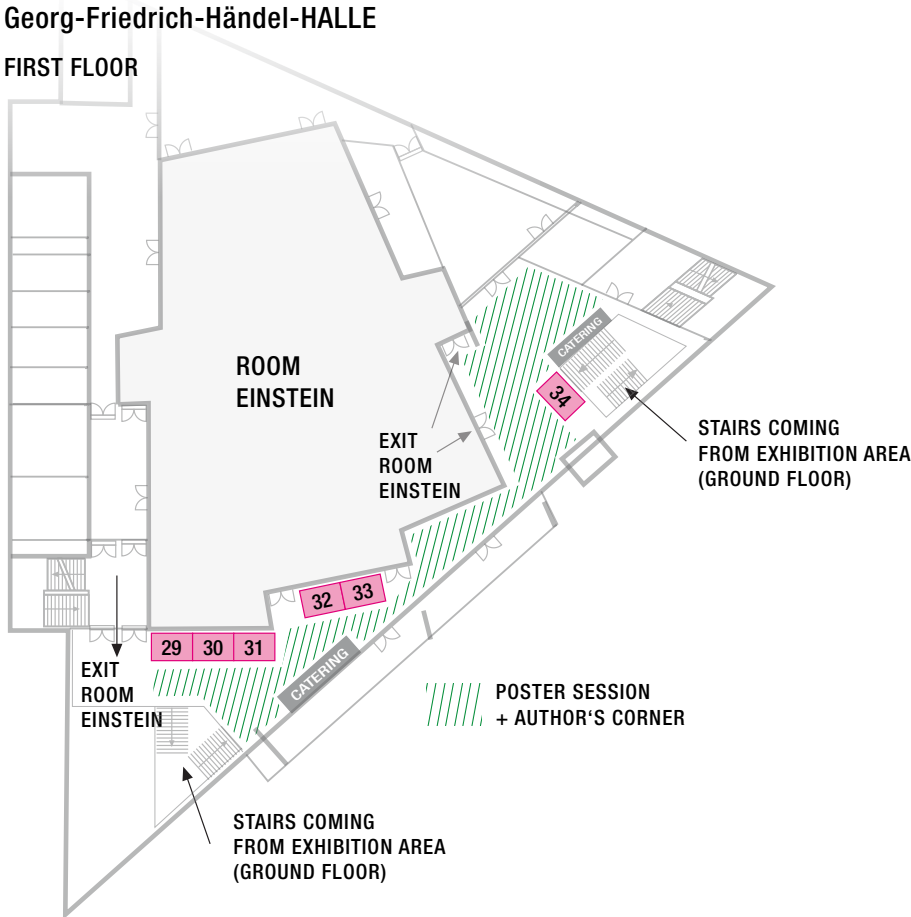 Georg-Friedrich-Händel-HALLE
FIRST FLOOR
ROOM
EINSTEIN
CATERING
34
EXIT
ROOM
EINSTEIN
STAIRS COMING
FROM EXHIBITION AREA
(GROUND FLOOR)
32
33
29
30
31
CATERING
EXIT
ROOM
EINSTEIN
POSTER SESSION
+ AUTHOR‘S CORNER
STAIRS COMING
FROM EXHIBITION AREA
(GROUND FLOOR)